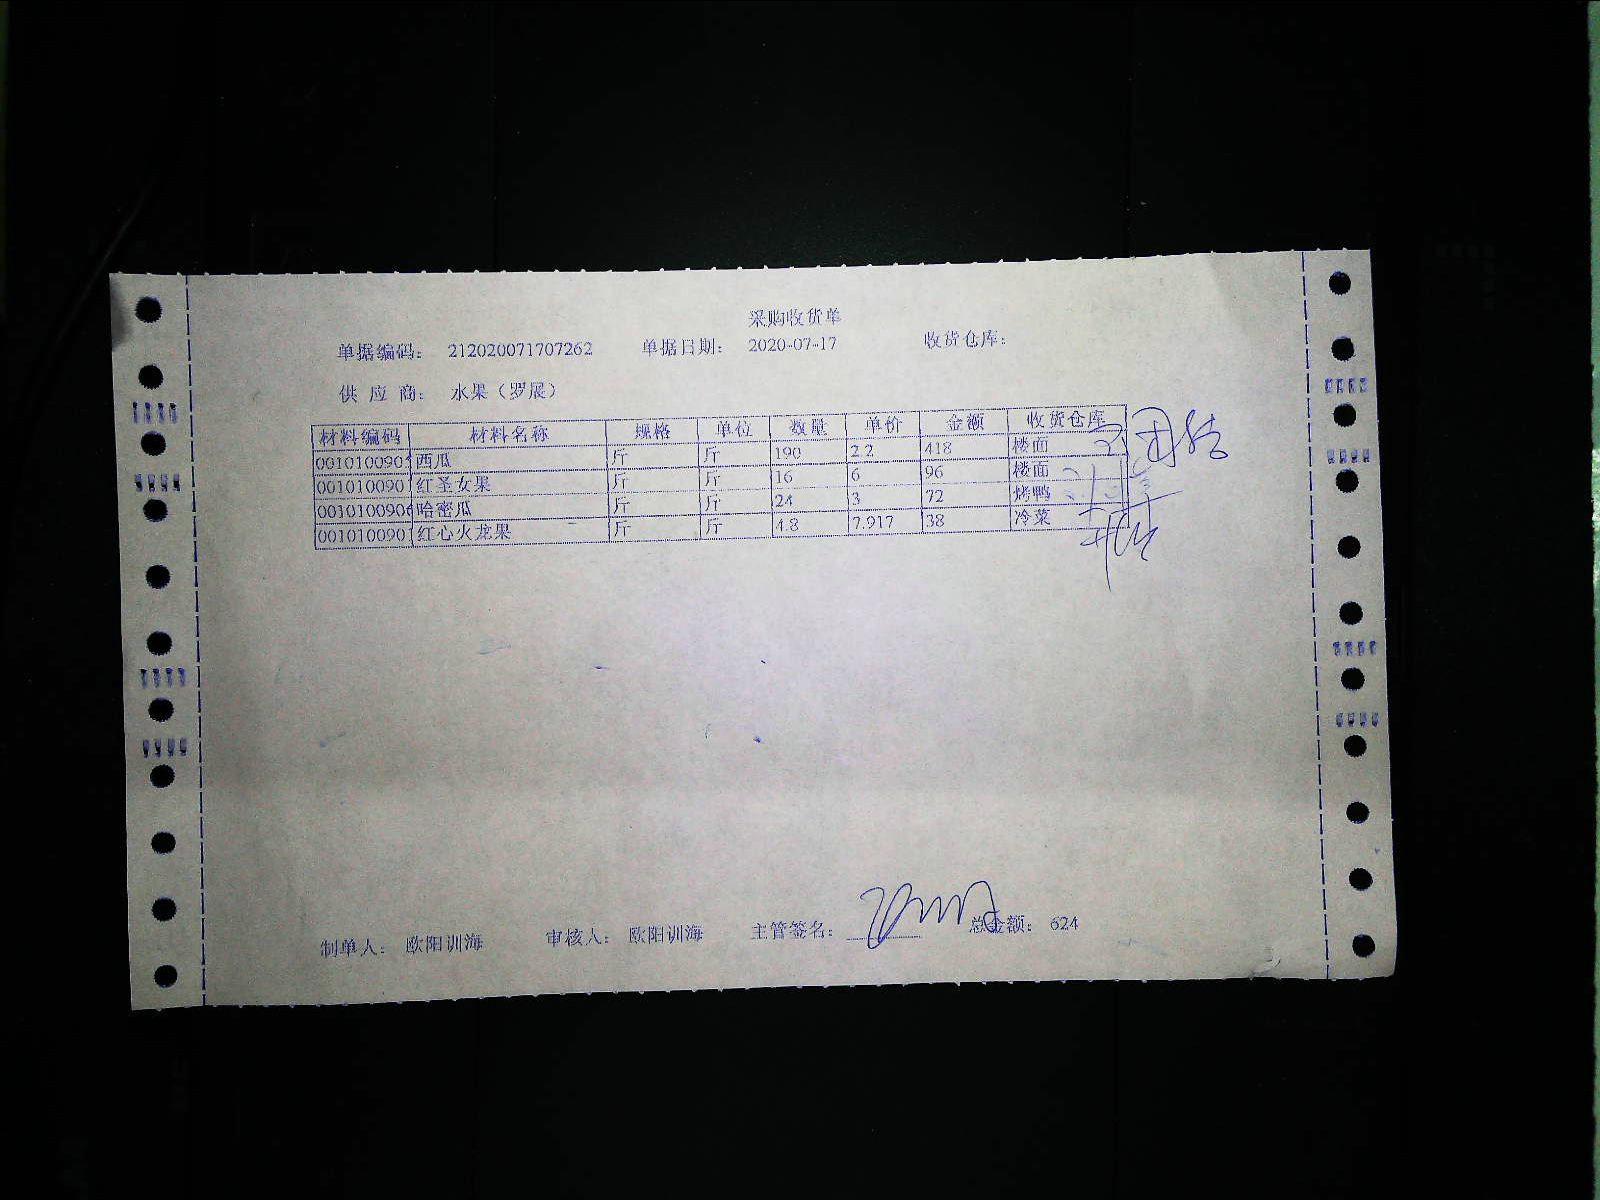 采购收货单
单据编码: 212020071707262 单据日期: 2020-07-17 收货仓库:
供 应 商: 水果（罗展）
材料编码 材料名称 规格 单位 数量 单价 金额 收货仓库
001010090 西瓜 斤 斤 190 2.2 418 楼面
001010090 红圣女果 斤 斤 16 6 96 楼面
001010090 哈密瓜 斤 斤 24 3 72 烤鸭
001010090 红心火龙果 斤 斤 4.8 7.917 38 冷菜
制单人: 欧阳训海 审核人: 欧阳训海 主管签名: 总金额: 624